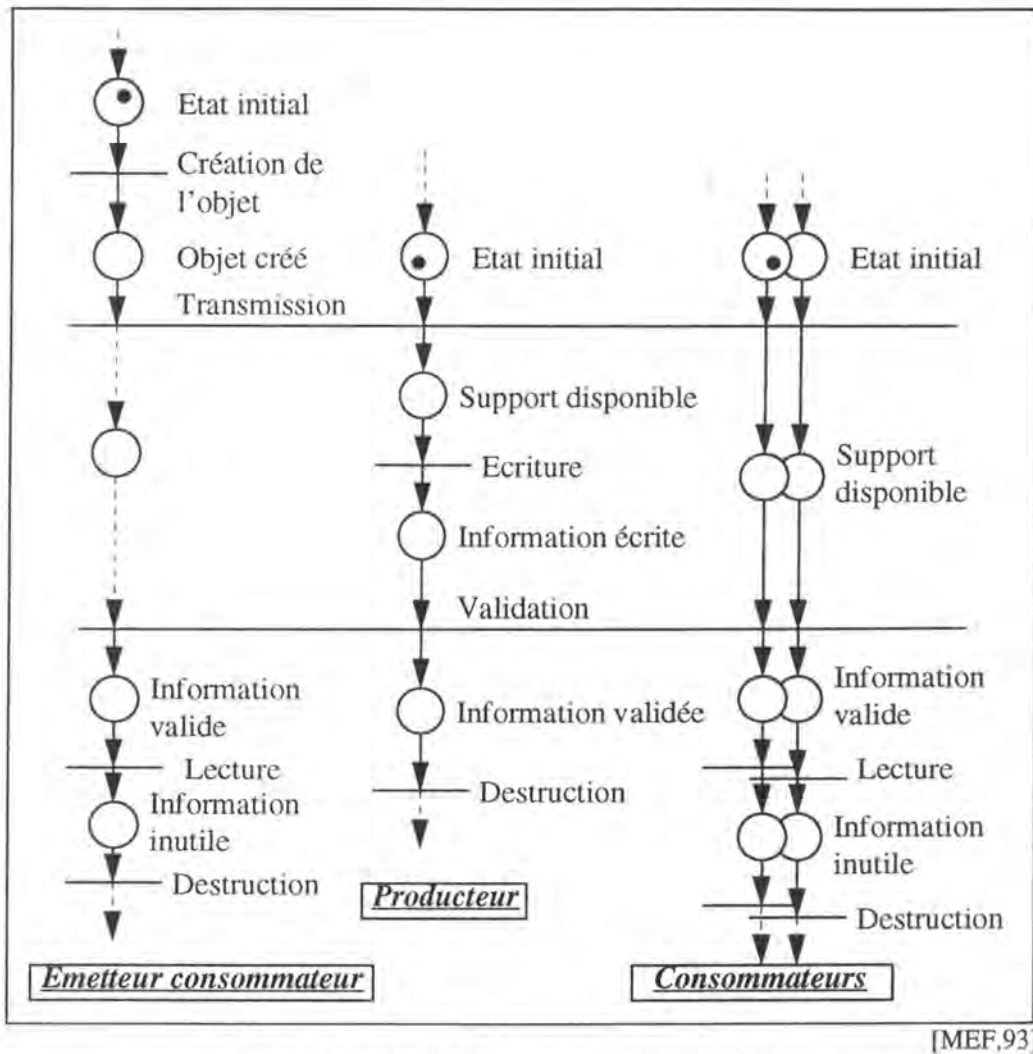 Etat initial
Création de
l'objet
Objet créé
Transmission
Etat initial
Etat initial
Support disponible
Ecriture
Support
disponible
Information écrite
Validation
Information
valide
Information validée
Information
valide
Lecture
Lecture
Information
inutile
Destruction
Information
inutile
Destruction
Destruction
Producteur
Emetteur consommateur
Consommateurs
[MEF,93]